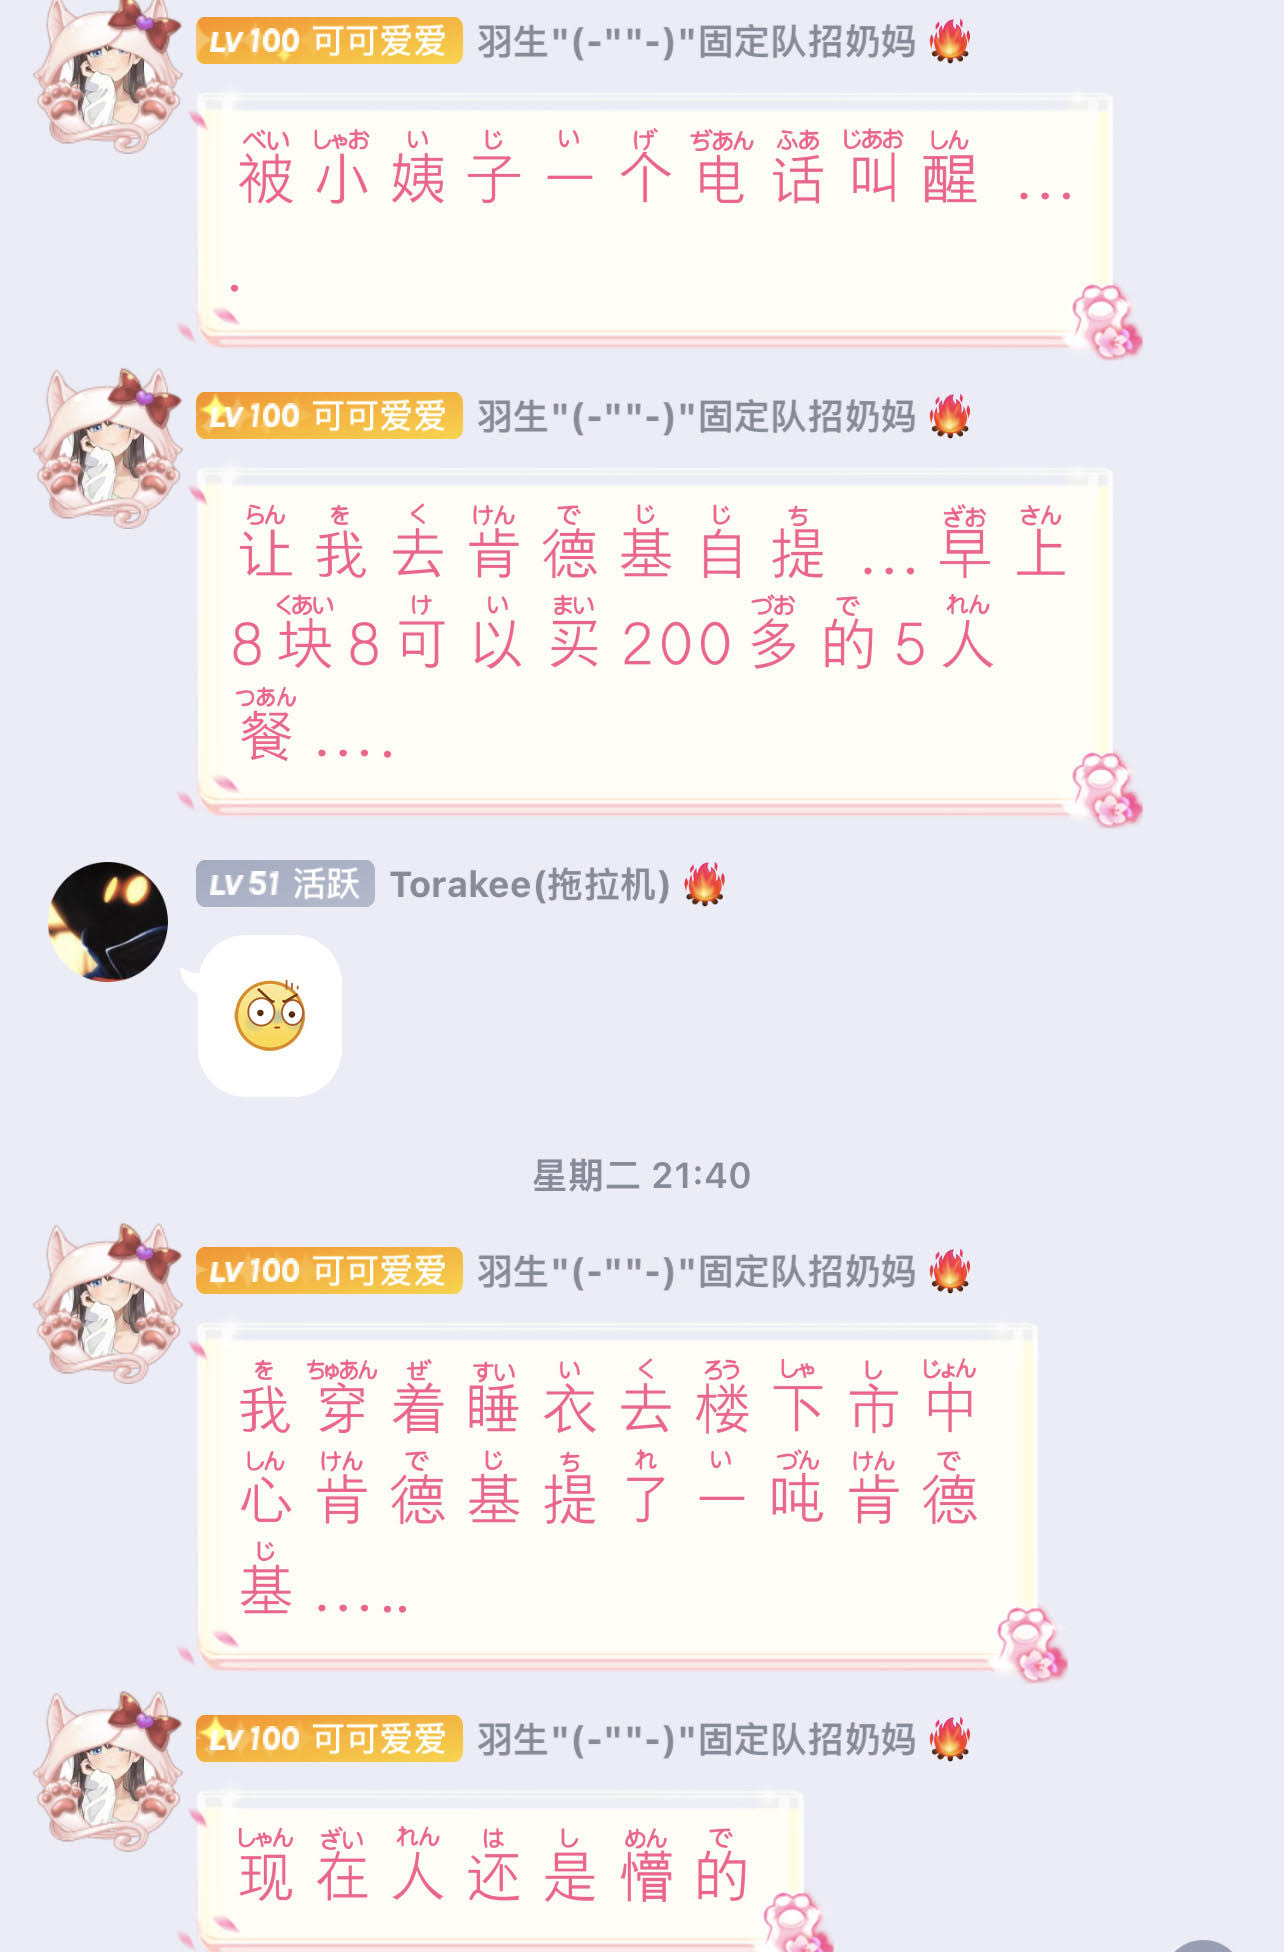 LV100 可可爱爱 羽生"(-""-)"固定队招奶妈 🔥
べい しゃお い じ い げ ぢあん ふあ じあお しん
被小姨子一个电话叫醒 ...
.
LV100 可可爱爱 羽生"(-""-)"固定队招奶妈 🔥
らん を く けん で じ じ ち ざお さん
让我去肯德基自提 ...早上
くあい け い まい づお で れん
8块8可以买200多的5人
つあん
餐 ....
LV51 活跃 Torakee(拖拉机) 🔥
星期二 21:40
LV100 可可爱爱 羽生"(-""-)"固定队招奶妈 🔥
を ちゅあん ぜ すい い く ろう しゃ し じょん
我穿着睡衣去楼下市中
しん けん で じ ち れ い づん けん で
心肯德基提了一吨肯德
じ
基 .....
LV100 可可爱爱 羽生"(-""-)"固定队招奶妈 🔥
しゃん ざい れん は し めん で
现在人还是懵的